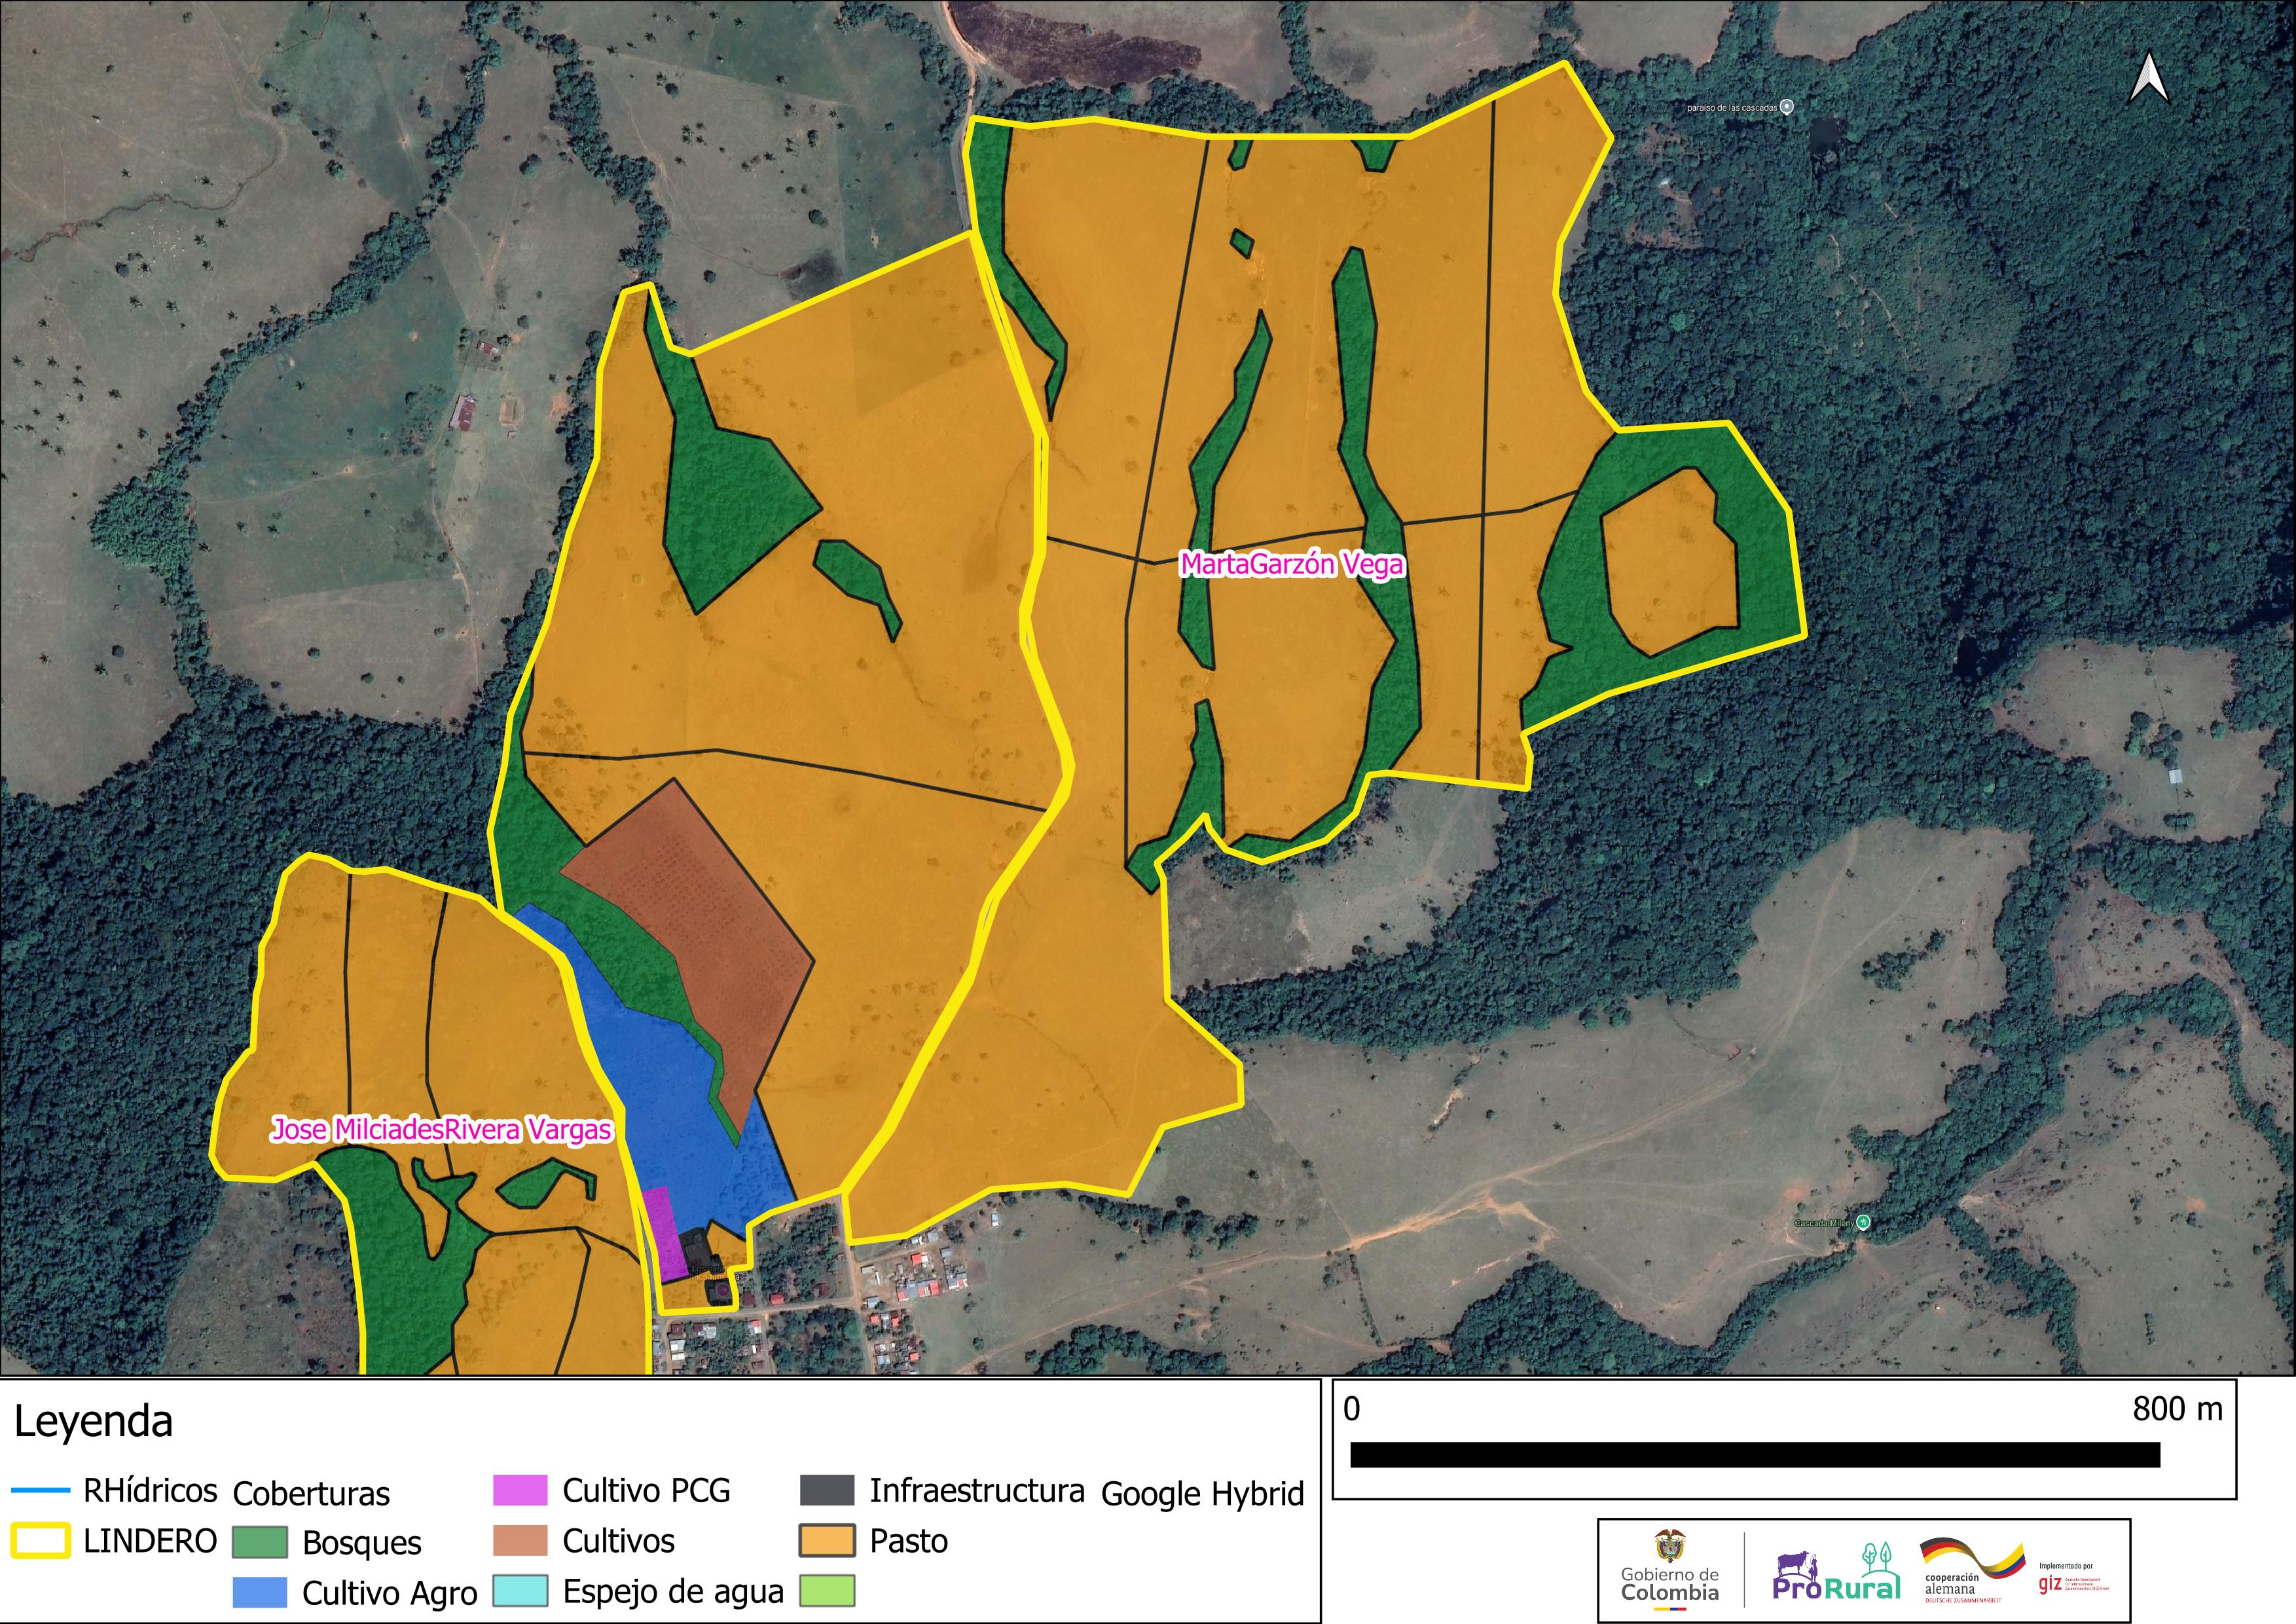 paraiso de las cascadas
MartaGarzón Vega
Jose MilciadesRivera Vargas
Cascada Mileny
Leyenda
RHídricos
LINDERO
Coberturas
Bosques
Cultivo Agro
Cultivo PCG
Cultivos
Espejo de agua
Infraestructura
Pasto
Google Hybrid
0 800 m
Gobierno de
Colombia
ProRural
cooperación
alemana
DEUTSCHE ZUSAMMENARBEIT
Implementado por
giz